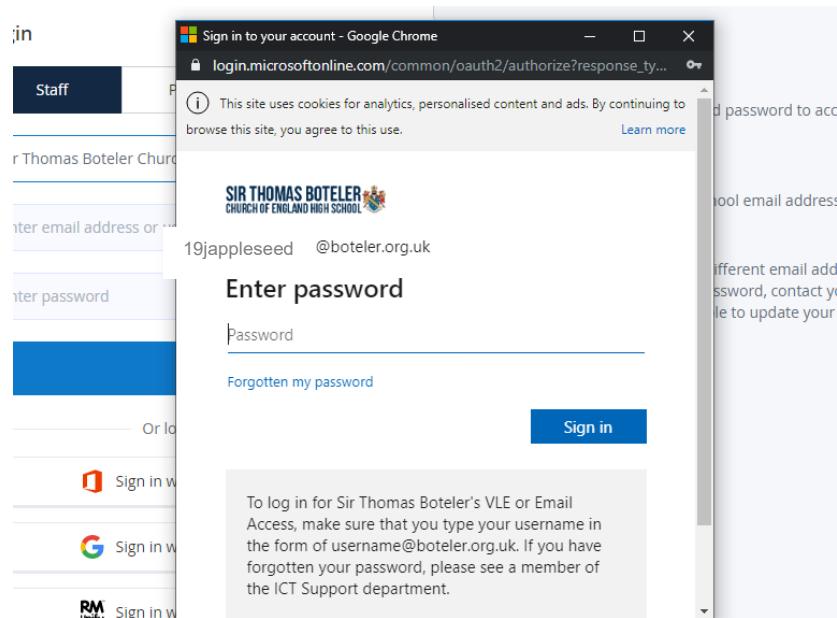 gin
Sign in to your account - Google Chrome
login.microsoftonline.com/common/oauth2/authorize?response_ty...
Staff
P
This site uses cookies for analytics, personalised content and ads. By continuing to
browse this site, you agree to this use.
Learn more
d password to acc
r Thomas Boteler Churc
SIR THOMAS BOTELER
CHURCH OF ENGLAND HIGH SCHOOL
ool email address
nter email address or u
19jappleseed @boteler.org.uk
ifferent email add
Enter password
nter password
ssword, contact yo
le to update your
Password
Forgotten my password
Or lo
Sign in
Sign in w
To log in for Sir Thomas Boteler's VLE or Email
Access, make sure that you type your username in
the form of username@boteler.org.uk. If you have
forgotten your password, please see a member of
the ICT Support department.
Sign in w
RM
Sign in w